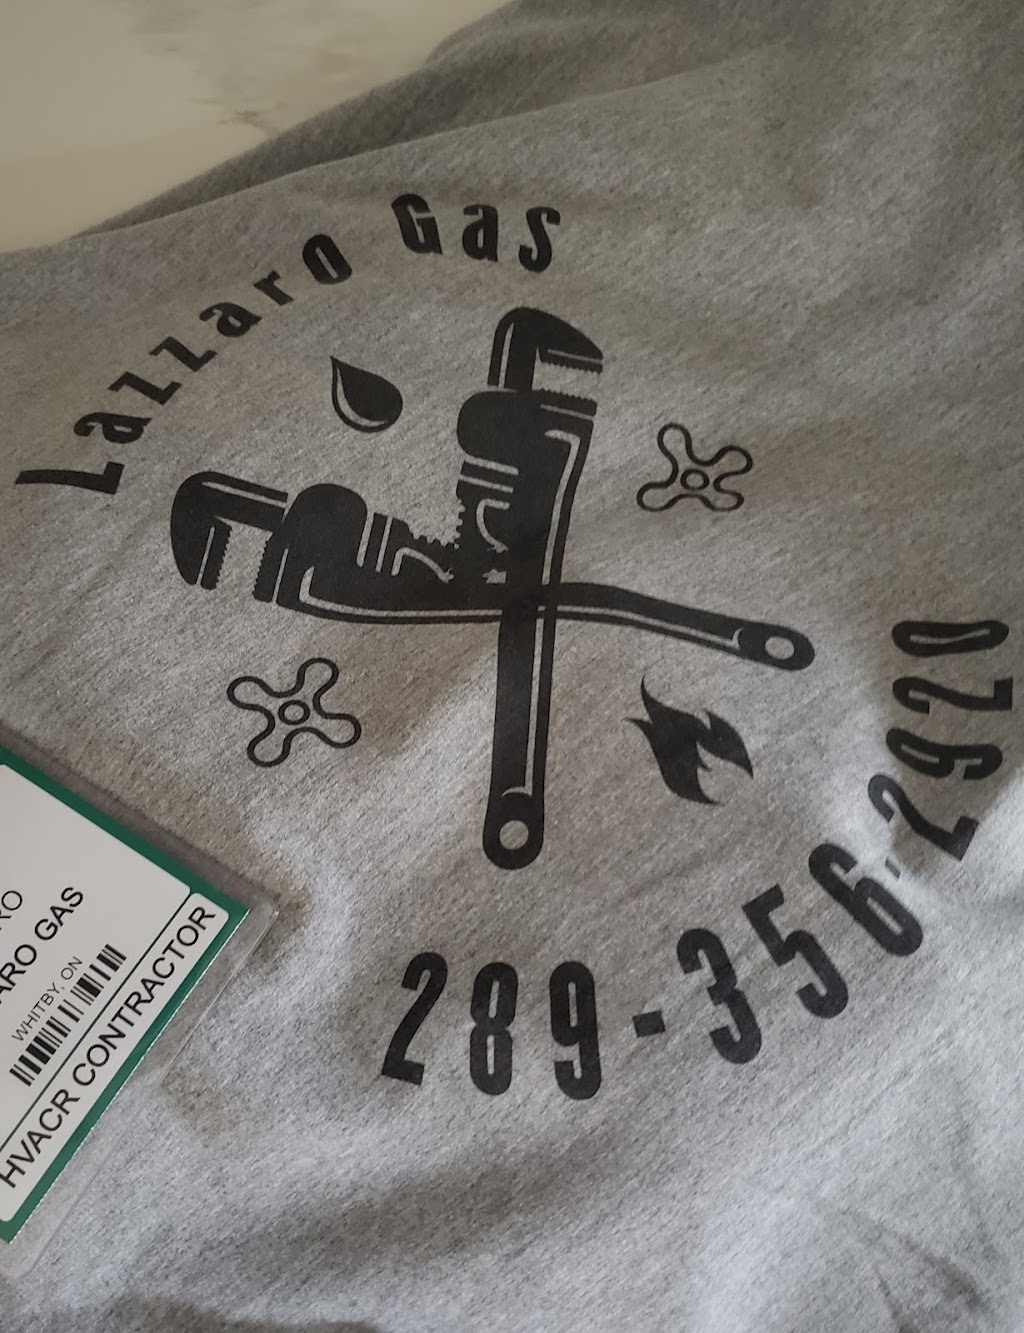 Lazzaro Gas
289-356-2920
ARO GAS
WHITBY, ON
HVACR CONTRACTOR